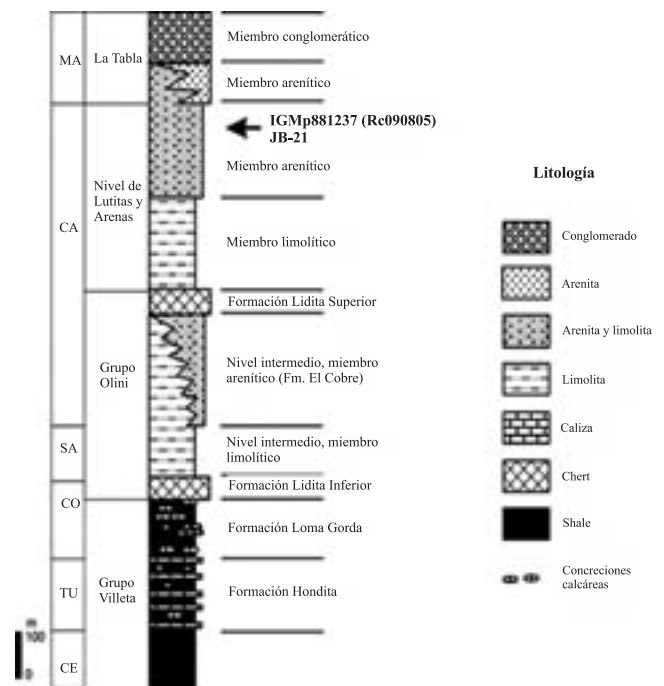 MA
La Tabla
Miembro conglomerático
Miembro arenítico
IGMp881237 (Rc090805)
JB-21
CA
Nivel de
Lutitas y
Arenas
Miembro arenítico
Miembro limolítico
Formación Lidita Superior
Grupo
Olini
Nivel intermedio, miembro
arenítico (Fm. El Cobre)
SA
Nivel intermedio, miembro
limolítico
Formación Lidita Inferior
CO
Formación Loma Gorda
TU
Grupo
Villeta
Formación Hondita
CE
m
100
0
Litología
Conglomerado
Arenita
Arenita y limolita
Limolita
Caliza
Chert
Shale
Concreciones
calcáreas